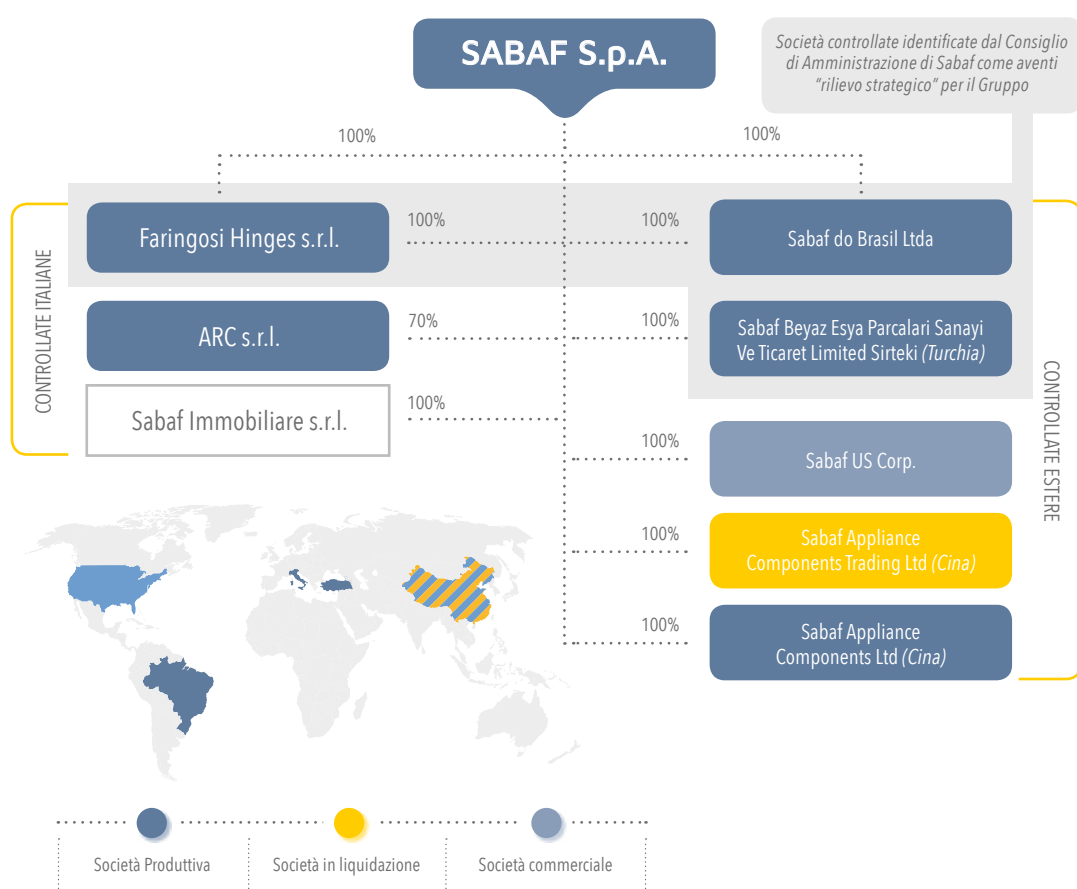 SABAF S.p.A.
Società controllate identificate dal Consiglio
di Amministrazione di Sabaf come aventi
“rilievo strategico” per il Gruppo
100%
100%
CONTROLLATE ITALIANE
Faringosi Hinges s.r.l.
100%
100%
Sabaf do Brasil Ltda
ARC s.r.l.
70%
100%
Sabaf Beyaz Esya Parcalari Sanayi
Ve Ticaret Limited Sirteki (Turchia)
Sabaf Immobiliare s.r.l.
100%
CONTROLLATE ESTERE
100%
Sabaf US Corp.
100%
Sabaf Appliance
Components Trading Ltd (Cina)
100%
Sabaf Appliance
Components Ltd (Cina)
Società Produttiva
Società in liquidazione
Società commerciale